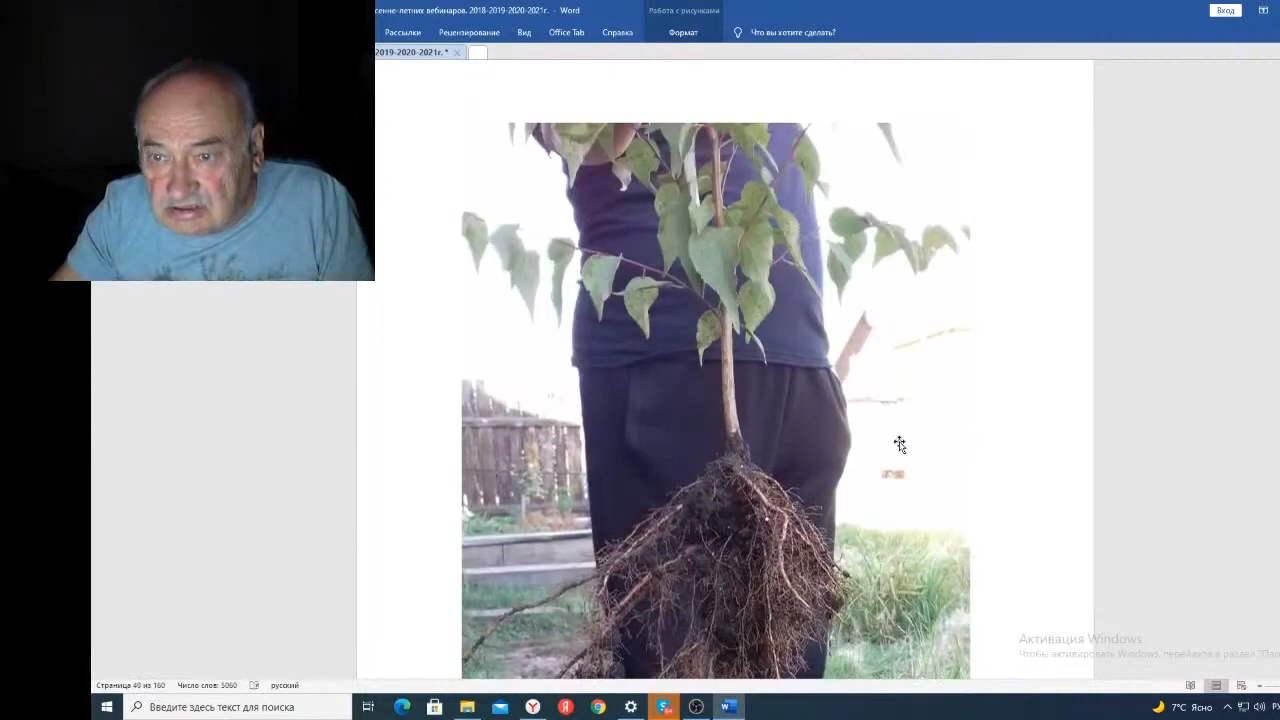 сенне-летних вебинаров. 2018-2019-2020-2021г. - Word
Работа с рисунками
Вход
Рассылки Рецензирование Вид Office Tab Справка Формат Что вы хотите сделать?
2019-2020-2021г. *
Активация Windows
Чтобы активировать Windows, перейдите в раздел "Пар
Страница 49 из 160 Число слов: 5060 русский
Введите здесь текст для поиска
7°C Ясно